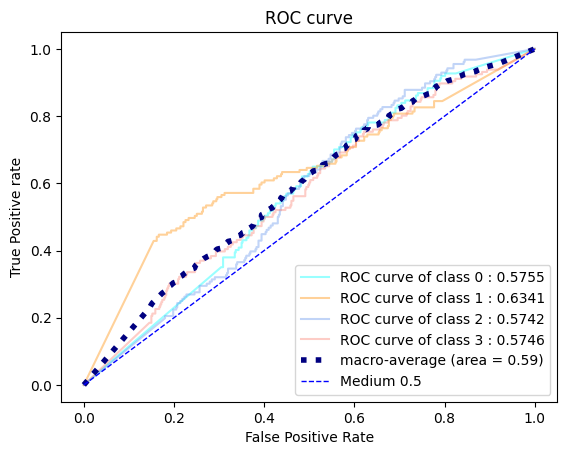 ROC curve
True Positive rate
1.0
0.8
0.6
0.4
0.2
0.0
ROC curve of class 0 : 0.5755
ROC curve of class 1 : 0.6341
ROC curve of class 2 : 0.5742
ROC curve of class 3 : 0.5746
macro-average (area = 0.59)
Medium 0.5
0.0 0.2 0.4 0.6 0.8 1.0
False Positive Rate